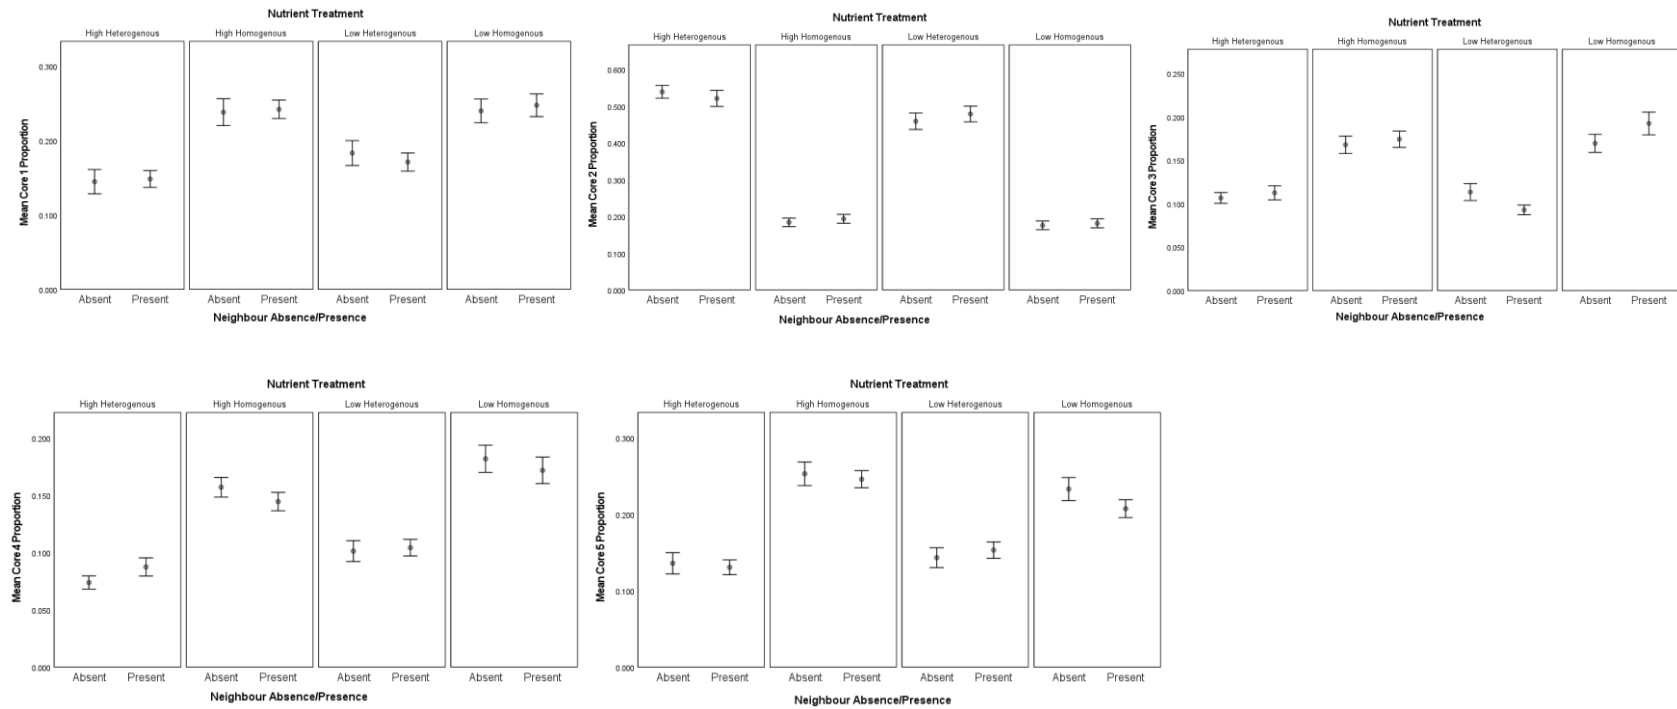 Nutrient Treatment
High Heterogenous High Homogenous Low Heterogenous Low Homogenous
Mean Core 1 Proportion
0.300
0.200
0.100
0.000
Absent Present Absent Present Absent Present Absent Present
Neighbour Absence/Presence
Nutrient Treatment
High Heterogenous High Homogenous Low Heterogenous Low Homogenous
Mean Core 2 Proportion
0.600
0.500
0.400
0.300
0.200
0.100
0.000
Absent Present Absent Present Absent Present Absent Present
Neighbour Absence/Presence
Nutrient Treatment
High Heterogenous High Homogenous Low Heterogenous Low Homogenous
Mean Core 3 Proportion
0.250
0.200
0.150
0.100
0.050
0.000
Absent Present Absent Present Absent Present Absent Present
Neighbour Absence/Presence
Nutrient Treatment
High Heterogenous High Homogenous Low Heterogenous Low Homogenous
Mean Core 4 Proportion
0.200
0.150
0.100
0.050
0.000
Absent Present Absent Present Absent Present Absent Present
Neighbour Absence/Presence
Nutrient Treatment
High Heterogenous High Homogenous Low Heterogenous Low Homogenous
Mean Core 5 Proportion
0.300
0.200
0.100
0.000
Absent Present Absent Present Absent Present Absent Present
Neighbour Absence/Presence